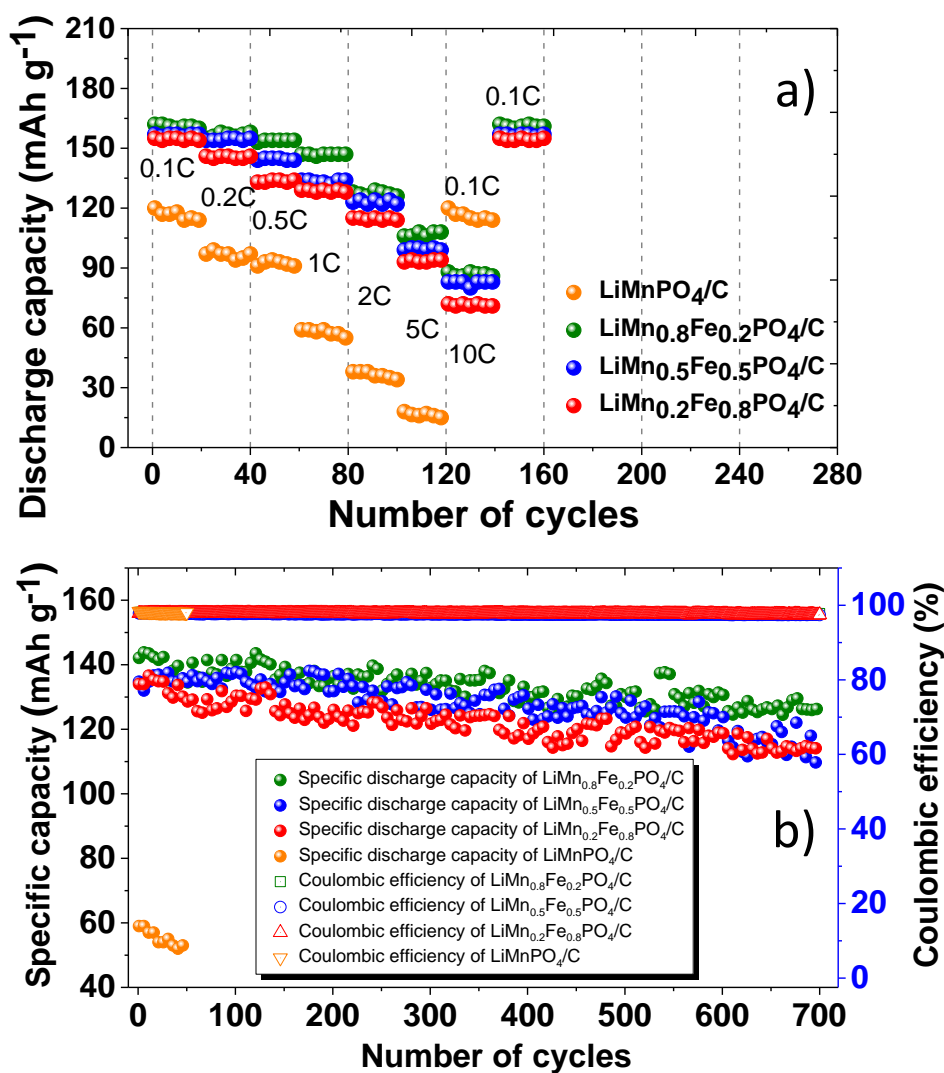 a)
210
180
150
120
90
60
30
0
Discharge capacity (mAh g⁻¹)
0.1C
0.2C
0.5C
1C
2C
5C
10C
0.1C
0.1C
LiMnPO₄/C
LiMn₀.₈Fe₀.₂PO₄/C
LiMn₀.₅Fe₀.₅PO₄/C
LiMn₀.₂Fe₀.₈PO₄/C
0 40 80 120 160 200 240 280
Number of cycles
160
140
120
100
80
60
40
Specific capacity (mAh g⁻¹)
100
80
60
40
20
0
Coulombic efficiency (%)
Specific discharge capacity of LiMn₀.₈Fe₀.₂PO₄/C
Specific discharge capacity of LiMn₀.₅Fe₀.₅PO₄/C
Specific discharge capacity of LiMn₀.₂Fe₀.₈PO₄/C
Specific discharge capacity of LiMnPO₄/C
Coulombic efficiency of LiMn₀.₈Fe₀.₂PO₄/C
Coulombic efficiency of LiMn₀.₅Fe₀.₅PO₄/C
Coulombic efficiency of LiMn₀.₂Fe₀.₈PO₄/C
Coulombic efficiency of LiMnPO₄/C
b)
0 100 200 300 400 500 600 700
Number of cycles